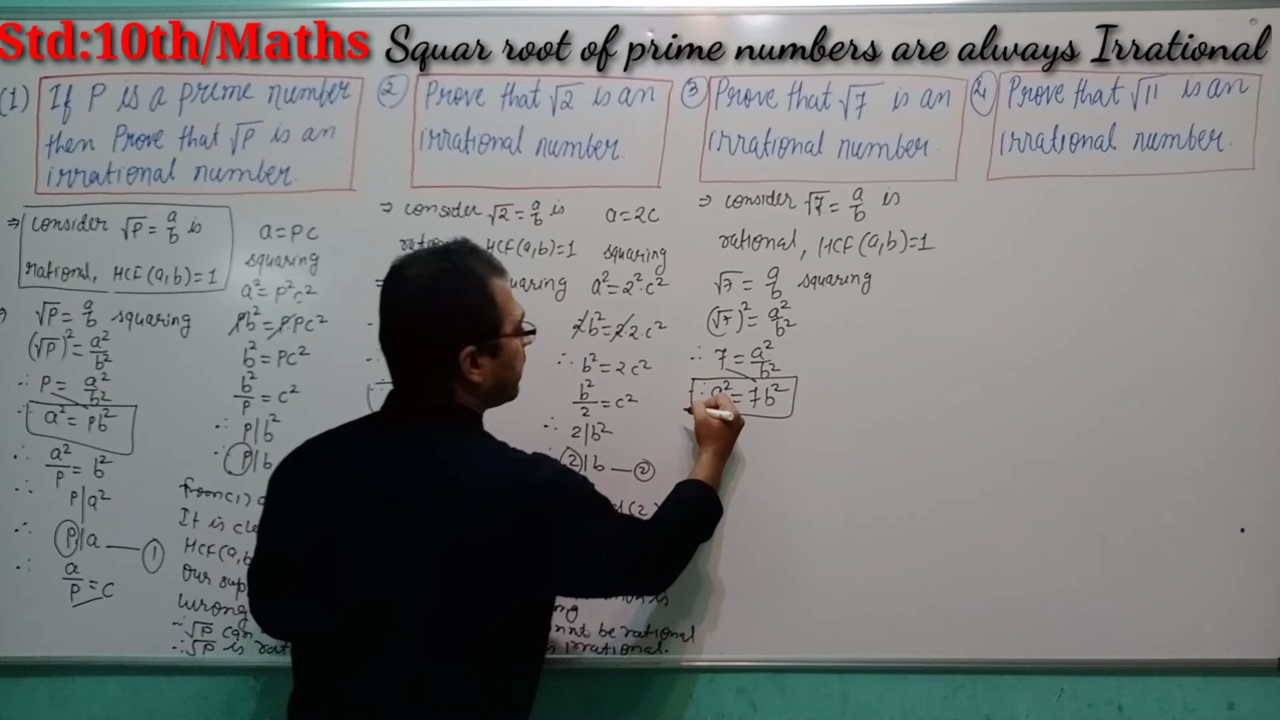 Std:10th/Maths Squar root of prime numbers are always Irrational
(1) If P is a prime number
then Prove that √P is an
irrational number.
⇒ consider √P = a/b is
rational, HCF(a,b)=1
⇒ √P = a/b squaring
(√P)² = a²/b²
∴ P = a²/b²
∴ a² = Pb²
∴ a²/P = b²
∴ P|a²
∴ P|a — ①
∴ a/P = c
a = PC
squaring
a² = P²c²
Pb² = P.PC²
b² = PC²
b²/P = c²
∴ P|b²
∴ P|b
from (1)
It is
HCF(a,b
Our
wrong
∴ √P
∴ √P is
② Prove that √2 is an
irrational number.
⇒ consider √2 = a/b is
HCF(a,b)=1
squaring
a = 2C
squaring
a² = 2².c²
2b² = 2.2.c²
∴ b² = 2c²
b²/2 = c²
∴ 2|b²
∴ 2|b — ②
be rational
irrational.
③ Prove that √7 is an
irrational number.
⇒ consider √7 = a/b is
rational, HCF(a,b)=1
√7 = a/b squaring
(√7)² = a²/b²
∴ 7 = a²/b²
∴ a² = 7b²
④ Prove that √11 is an
irrational number.